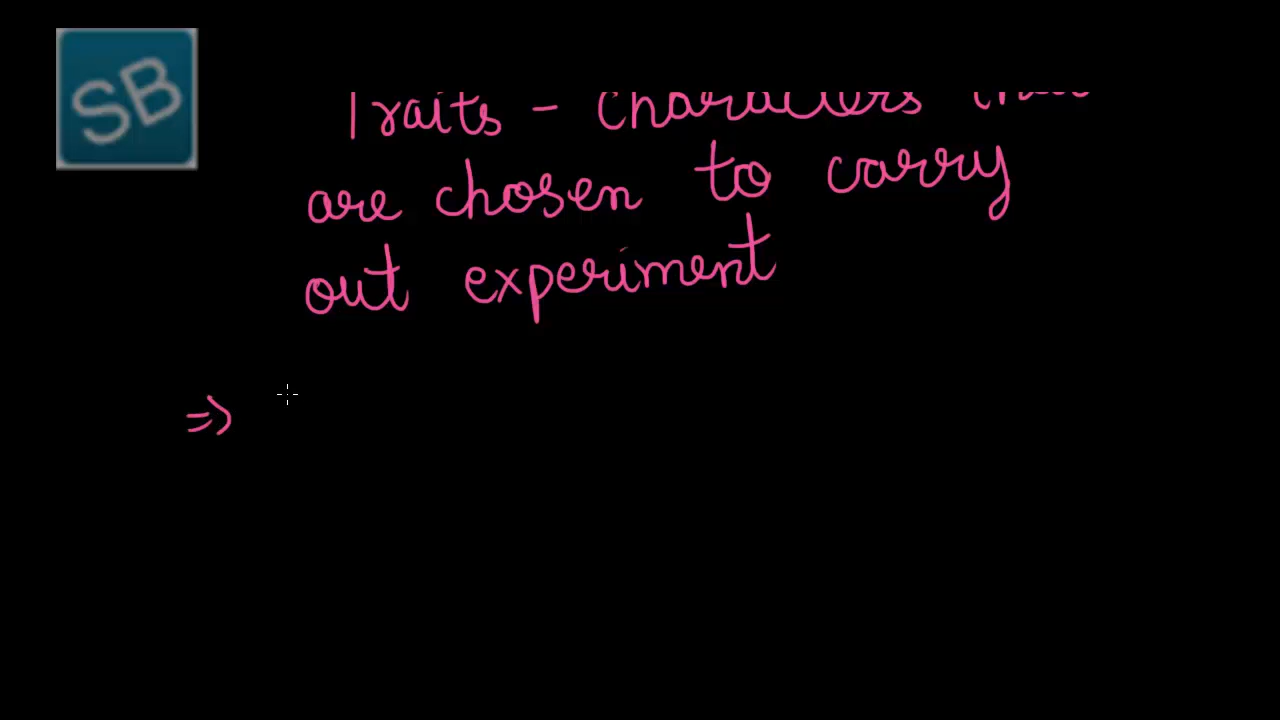 SB
Traits - Characters that
are chosen to carry
out experiment
=>